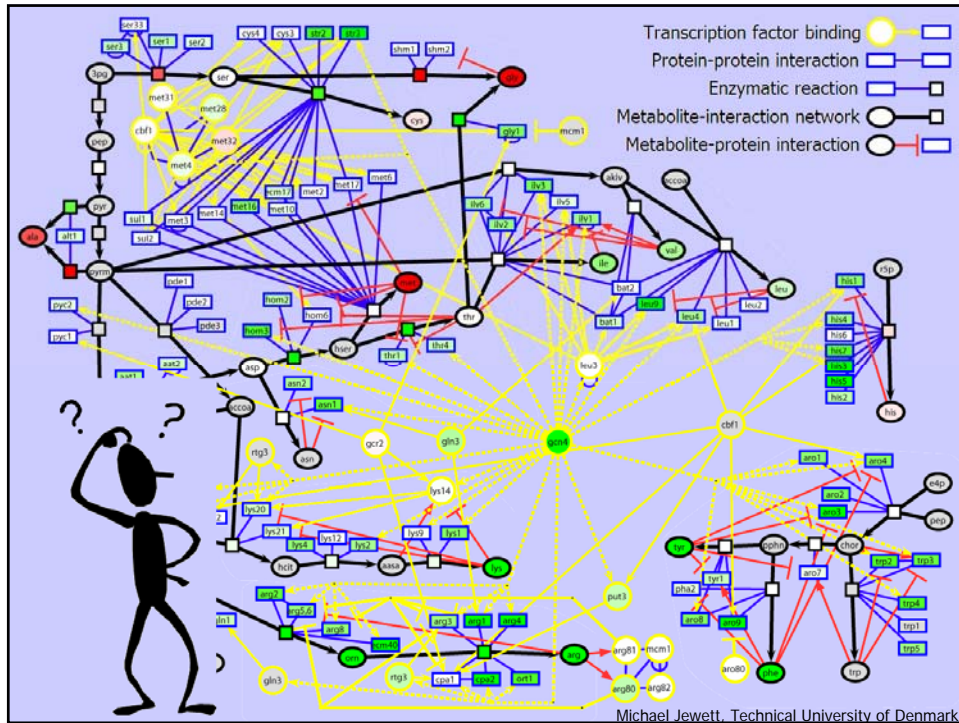 Transcription factor binding
Protein-protein interaction
Enzymatic reaction
Metabolite-interaction network
Metabolite-protein interaction
ser33
ser3
ser1
ser2
cys4
cys3
str2
str3
shm1
shm2
3pg
ser
met31
met28
cys
cbf1
met32
gly1
mcm1
pep
met4
met17
met6
aklv
accoa
ilv3
ilv6
ilv5
pyr
met2
sul1
met3
met14
met16
met10
ilv2
ilv1
ala
alt1
sul2
val
ile
pyrm
pde1
r5p
his1
met
bat2
leu
pyc2
pde2
hom2
hom6
thr
leu9
leu2
pyc1
pde3
bat1
leu4
leu1
his4
his6
hom3
hser
thr1
thr4
his7
his3
leu3
asp
his5
his2
asn2
asn1
accoa
his
cbf1
gcr2
gln3
gcn4
asn
rtg3
aro1
aro4
e4p
lys14
aro2
aro3
pep
lys20
lys21
lys12
lys9
lys1
lys4
lys2
tyr
pphn
chor
hcit
aasa
lys
pha2
tyr1
aro7
trp2
trp3
put3
arg2
arg5,6
aro8
aro9
trp4
gln1
arg8
arg3
arg1
arg4
trp1
trp5
orn
arg
arg81
mcm1
aro80
phe
trp
gln3
rtg3
cpa1
cpa2
ort1
arg80
arg82
? ?
Michael Jewett, Technical University of Denmark